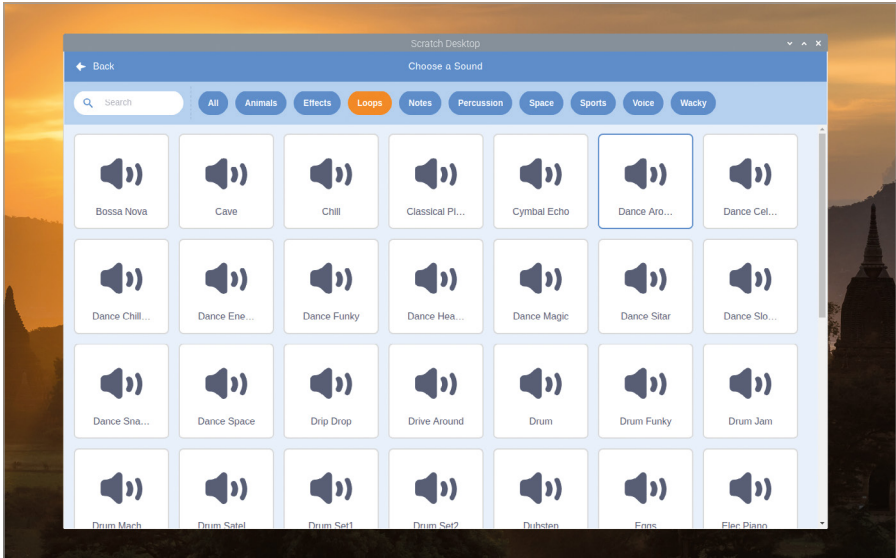 Scratch Desktop
Back Choose a Sound
Search All Animals Effects Loops Notes Percussion Space Sports Voice Wacky
Bossa Nova Cave Chill Classical Pi... Cymbal Echo Dance Aro... Dance Cel...
Dance Chill... Dance Ene... Dance Funky Dance Hea... Dance Magic Dance Sitar Dance Slo...
Dance Sna... Dance Space Drip Drop Drive Around Drum Drum Funky Drum Jam
Drum Mach Drum Satel Drum Set1 Drum Set2 Dubstep Eggs Elec Piano